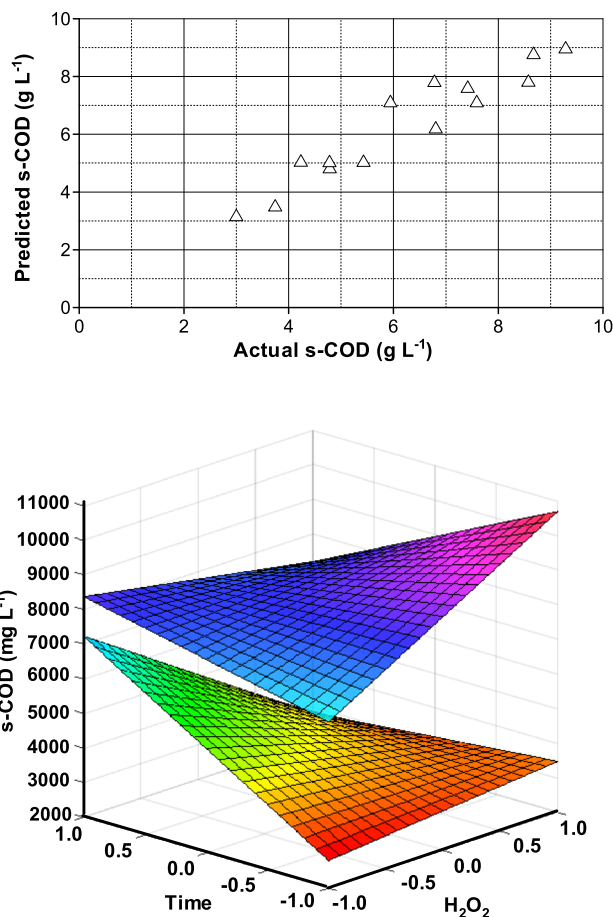 10
8
6
4
2
0
Predicted s-COD (g L-1)
0 2 4 6 8 10
Actual s-COD (g L-1)
11000
10000
9000
8000
7000
6000
5000
4000
3000
2000
s-COD (mg L-1)
1.0 0.5 0.0 -0.5 -1.0
Time
-1.0 -0.5 0.0 0.5 1.0
H2O2